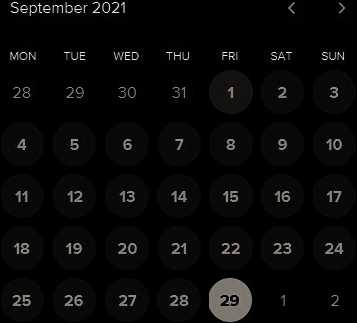 September 2021
MON TUE WED THU FRI SAT SUN
28 29 30 31 1 2 3
4 5 6 7 8 9 10
11 12 13 14 15 16 17
18 19 20 21 22 23 24
25 26 27 28 29 1 2